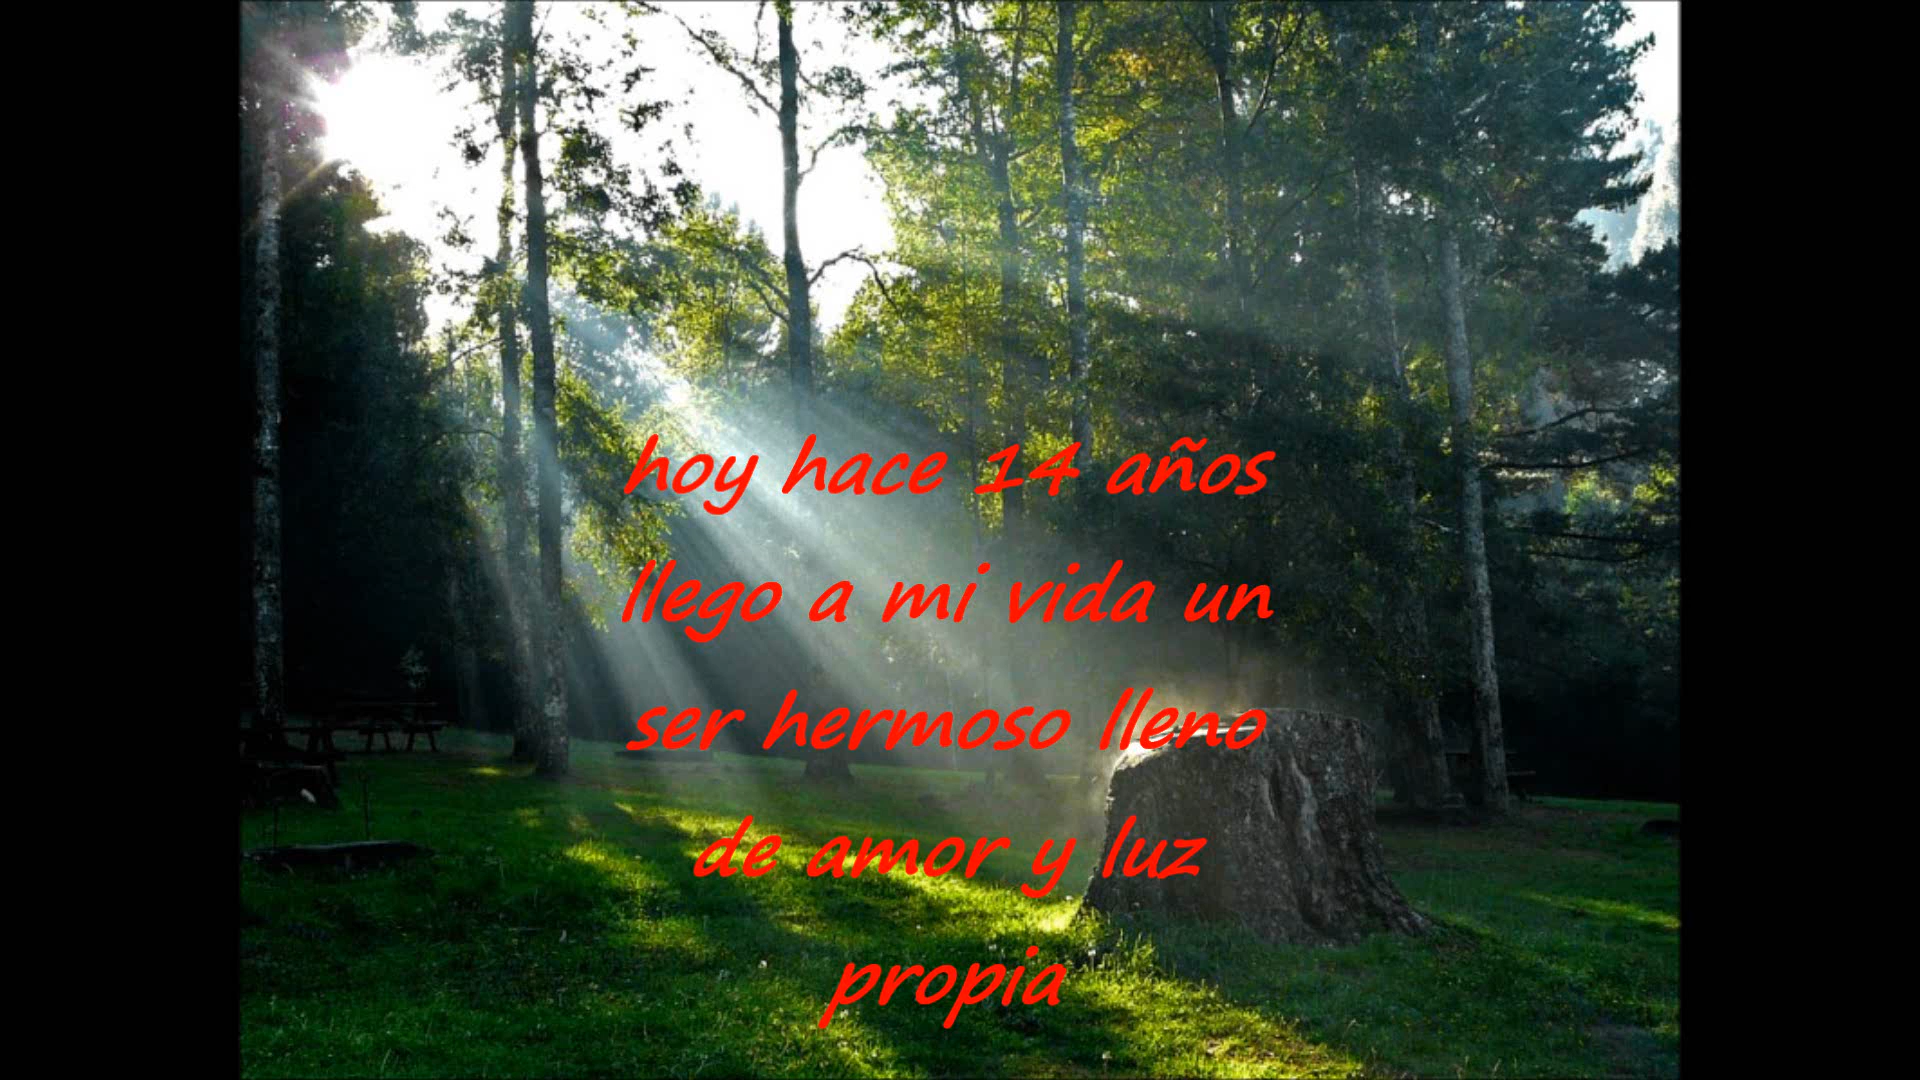 hoy hace 14 años
llego a mi vida un
ser hermoso lleno
de amor y luz
propia